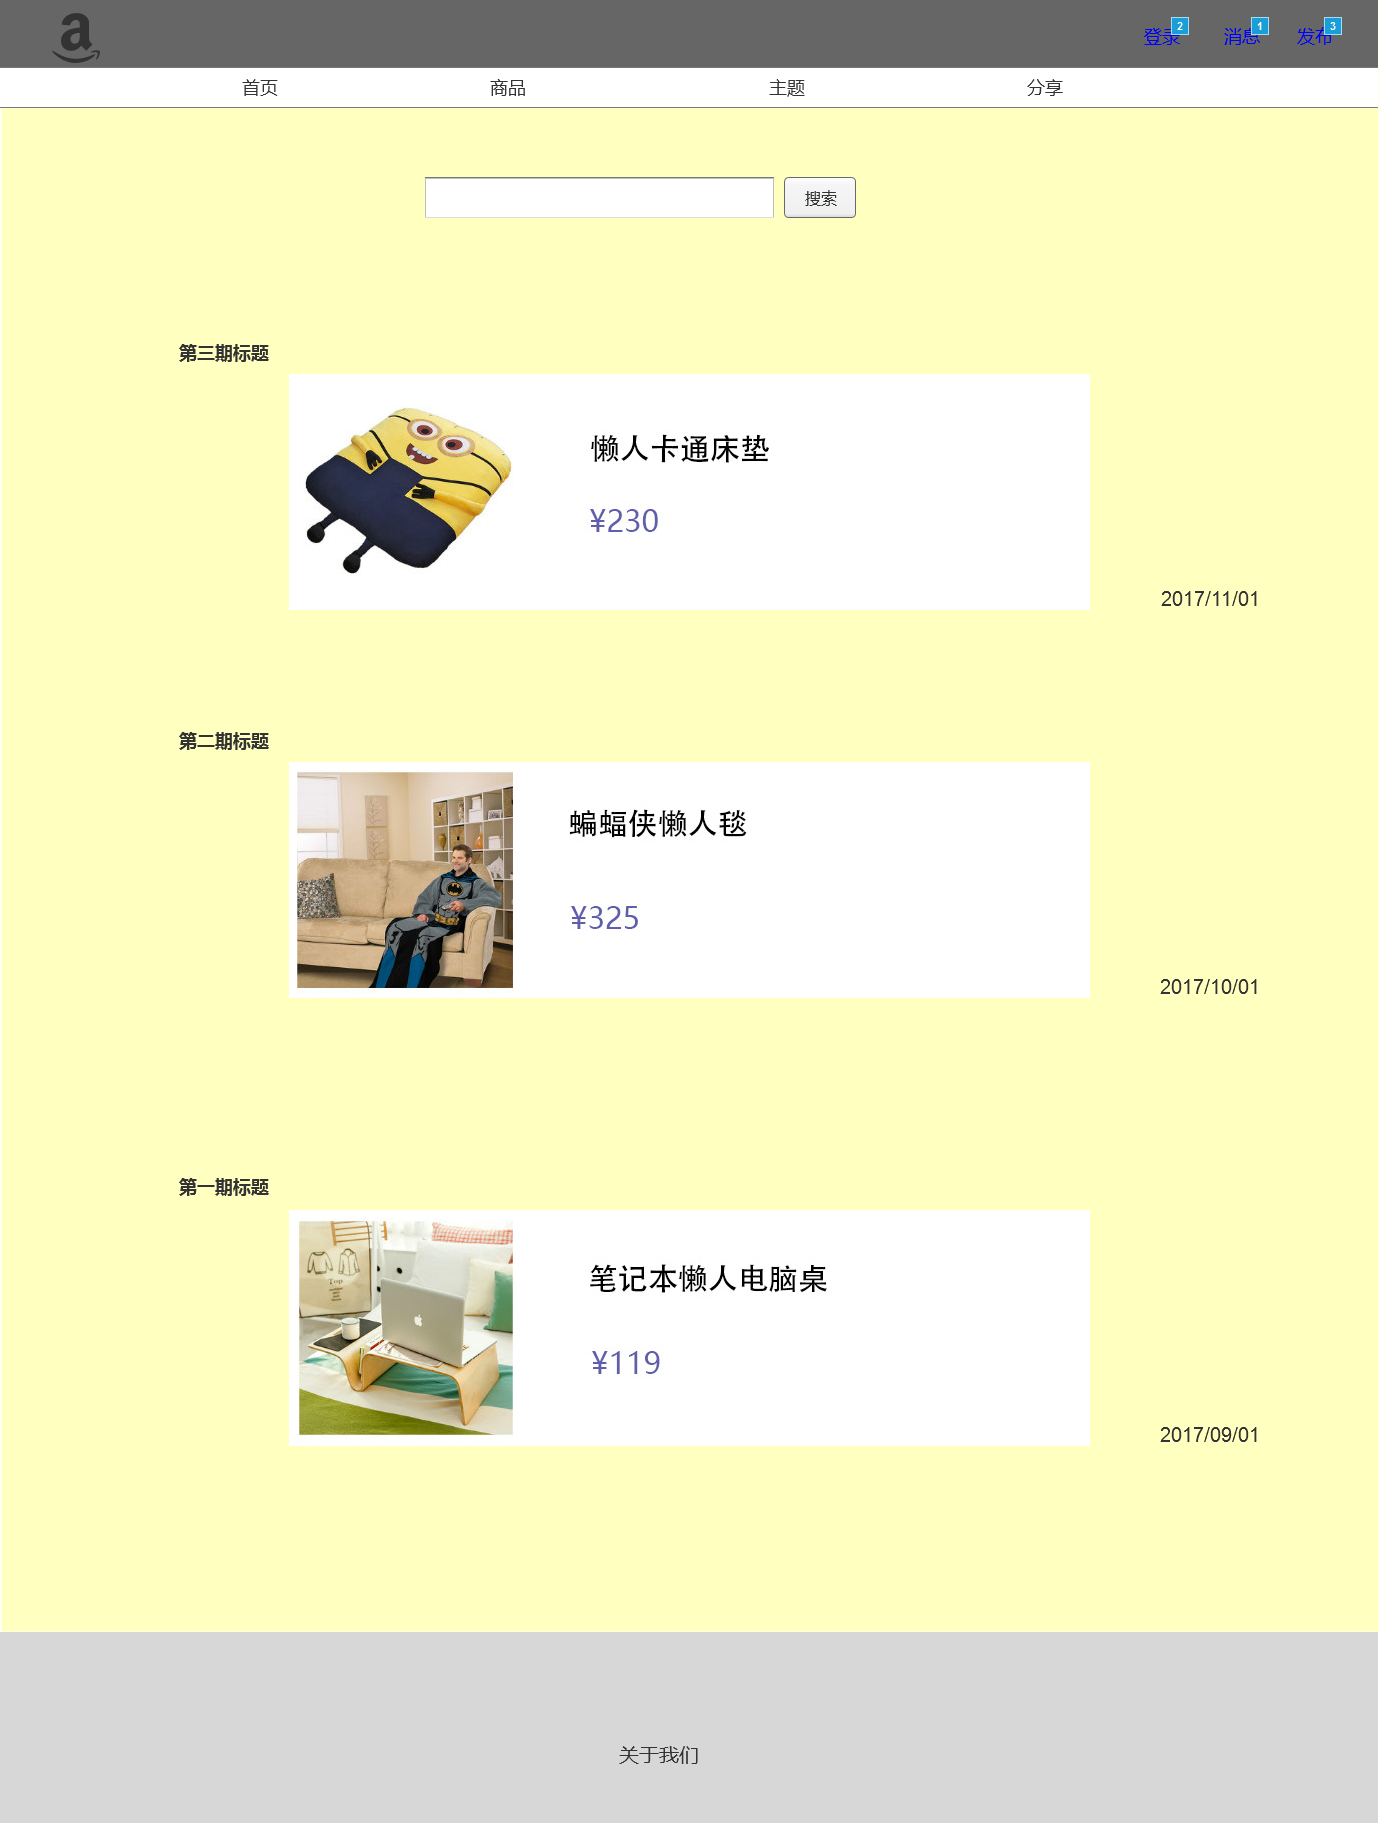 a
登录 2 消息 1 发布 3
首页 商品 主题 分享
搜索
第三期标题
懒人卡通床垫
¥230
2017/11/01
第二期标题
蝙蝠侠懒人毯
¥325
2017/10/01
第一期标题
Top
笔记本懒人电脑桌
¥119
2017/09/01
关于我们